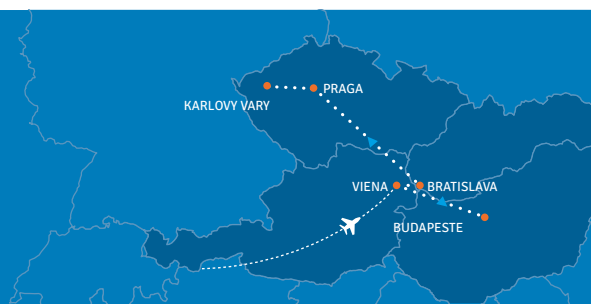 PRAGA
KARLOVY VARY
VIENA
BRATISLAVA
BUDAPESTE